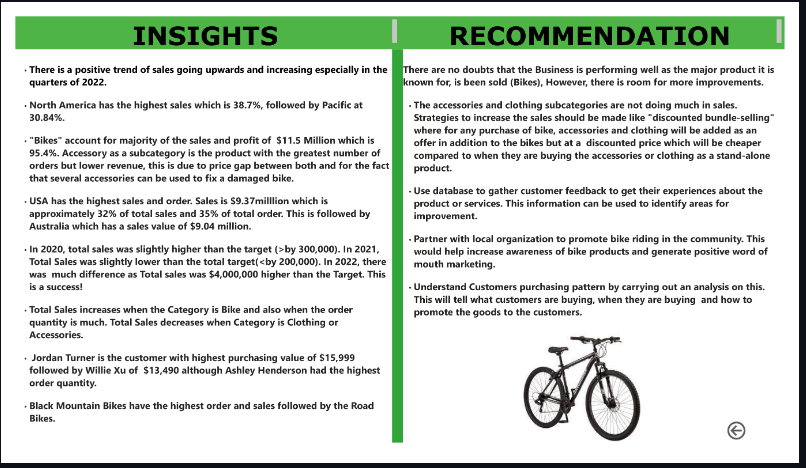 INSIGHTS
· There is a positive trend of sales going upwards and increasing especially in the
quarters of 2022.
· North America has the highest sales which is 38.7%, followed by Pacific at
30.84%.
· "Bikes" account for majority of the sales and profit of $11.5 Million which is
95.4%. Accessory as a subcategory is the product with the greatest number of
orders but lower revenue, this is due to price gap between both and for the fact
that several accessories can be used to fix a damaged bike.
· USA has the highest sales and order. Sales is $9.37milllion which is
approximately 32% of total sales and 35% of total order. This is followed by
Australia which has a sales value of $9.04 million.
· In 2020, total sales was slightly higher than the target (>by 300,000). In 2021,
Total Sales was slightly lower than the total target(<by 200,000). In 2022, there
was much difference as Total sales was $4,000,000 higher than the Target. This
is a success!
· Total Sales increases when the Category is Bike and also when the order
quantity is much. Total Sales decreases when Category is Clothing or
Accessories.
· Jordan Turner is the customer with highest purchasing value of $15,999
followed by Willie Xu of $13,490 although Ashley Henderson had the highest
order quantity.
· Black Mountain Bikes have the highest order and sales followed by the Road
Bikes.
RECOMMENDATION
There are no doubts that the Business is performing well as the major product it is
known for, is been sold (Bikes), However, there is room for more improvements.
· The accessories and clothing subcategories are not doing much in sales.
Strategies to increase the sales should be made like "discounted bundle-selling"
where for any purchase of bike, accessories and clothing will be added as an
offer in addition to the bikes but at a discounted price which will be cheaper
compared to when they are buying the accessories or clothing as a stand-alone
product.
· Use database to gather customer feedback to get their experiences about the
product or services. This information can be used to identify areas for
improvement.
· Partner with local organization to promote bike riding in the community. This
would help increase awareness of bike products and generate positive word of
mouth marketing.
· Understand Customers purchasing pattern by carrying out an analysis on this.
This will tell what customers are buying, when they are buying and how to
promote the goods to the customers.